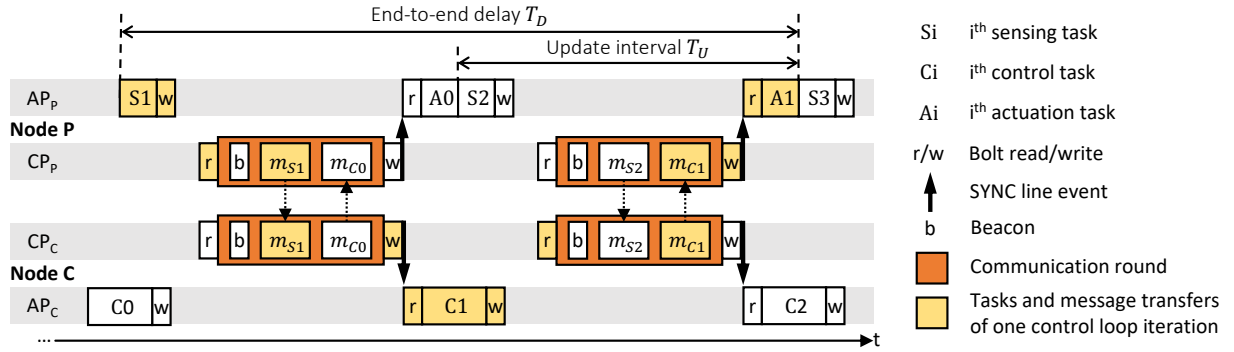 End-to-end delay T_D
Update interval T_U
AP_P S1 w r A0 S2 w r A1 S3 w
Node P
CP_P r b m_S1 m_C0 w r b m_S2 m_C1 w
CP_C r b m_S1 m_C0 w r b m_S2 m_C1 w
Node C
AP_C C0 w r C1 w r C2 w
... t
Si i^th sensing task
Ci i^th control task
Ai i^th actuation task
r/w Bolt read/write
SYNC line event
b Beacon
Communication round
Tasks and message transfers
of one control loop iteration